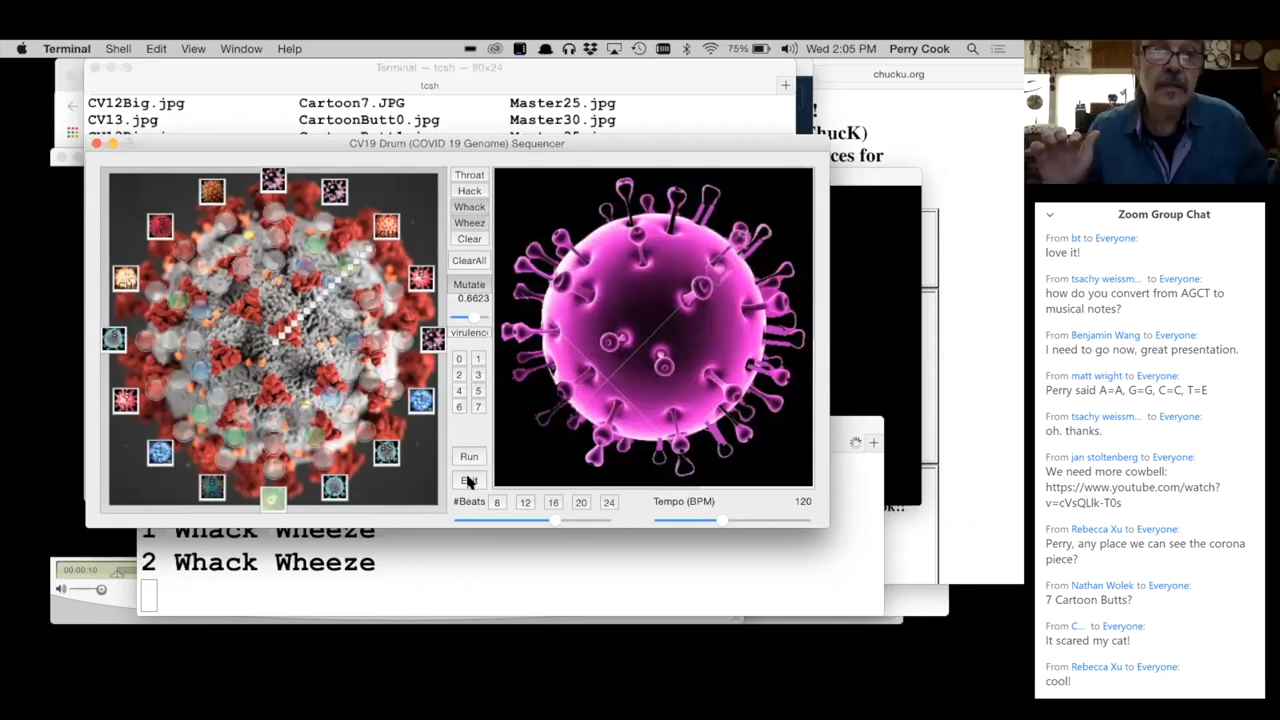 Terminal Shell Edit View Window Help 75% Wed 2:05 PM Perry Cook
Terminal — tcsh — 80×24
tcsh
chucku.org
CV12Big.jpg Cartoon7.JPG Master25.jpg
CV13.jpg CartoonButt0.jpg Master30.jpg
ChucK)
ces for
CV19 Drum (COVID 19 Genome) Sequencer
Throat
Hack
Whack
Wheez
Clear
ClearAll
Mutate
0.6623
virulenc
0 1
2 3
4 5
6 7
Run
#Beats 8 12 16 20 24
Tempo (BPM) 120
1 Whack Wheeze
2 Whack Wheeze
00:00:10
Zoom Group Chat
From bt to Everyone:
love it!
From tsachy weissm... to Everyone:
how do you convert from AGCT to
musical notes?
From Benjamin Wang to Everyone:
I need to go now, great presentation.
From matt wright to Everyone:
Perry said A=A, G=G, C=C, T=E
From tsachy weissm... to Everyone:
oh. thanks.
From jan stoltenberg to Everyone:
We need more cowbell:
https://www.youtube.com/watch?
v=cVsQLlk-T0s
From Rebecca Xu to Everyone:
Perry, any place we can see the corona
piece?
From Nathan Wolek to Everyone:
7 Cartoon Butts?
From C... to Everyone:
It scared my cat!
From Rebecca Xu to Everyone:
cool!